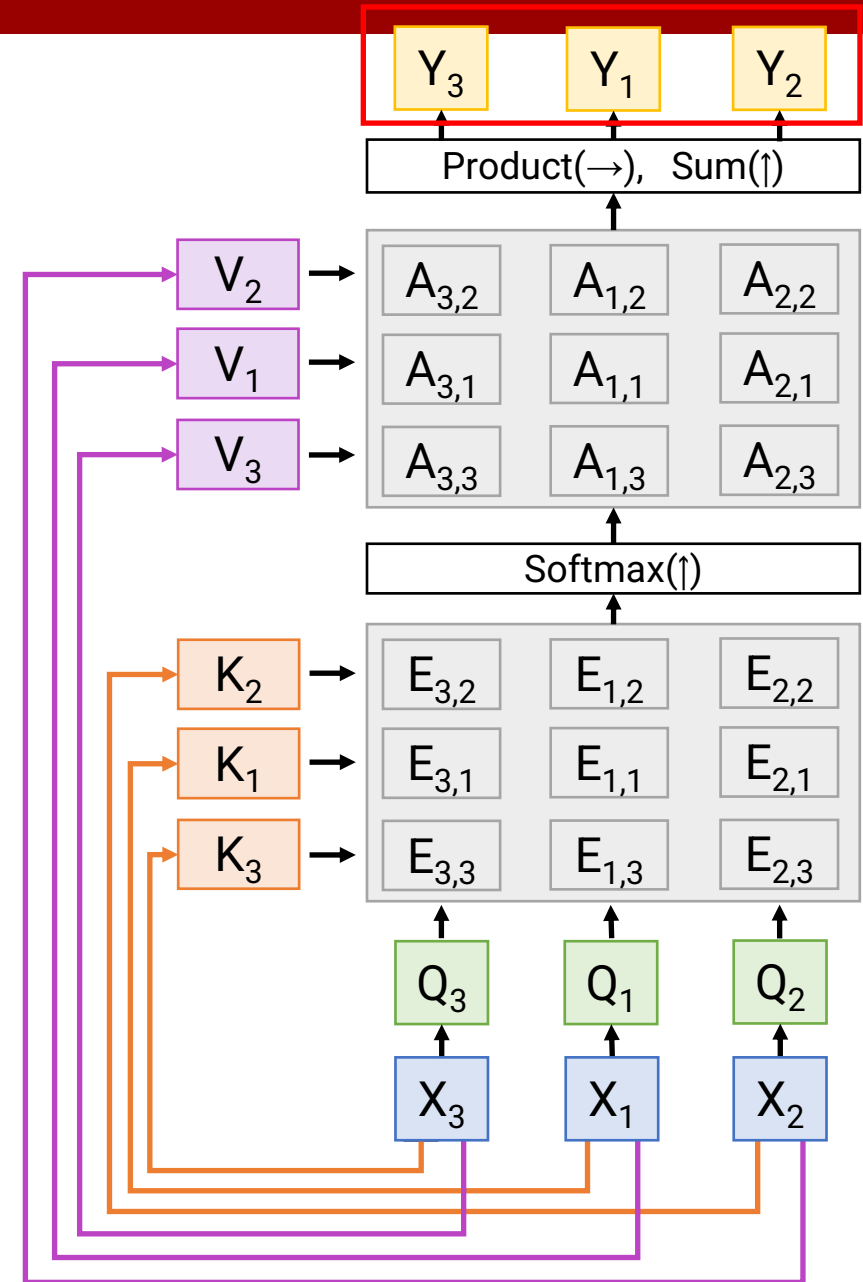 Y3 Y1 Y2
Product(→), Sum(↑)
V2 A3,2 A1,2 A2,2
V1 A3,1 A1,1 A2,1
V3 A3,3 A1,3 A2,3
Softmax(↑)
K2 E3,2 E1,2 E2,2
K1 E3,1 E1,1 E2,1
K3 E3,3 E1,3 E2,3
Q3 Q1 Q2
X3 X1 X2